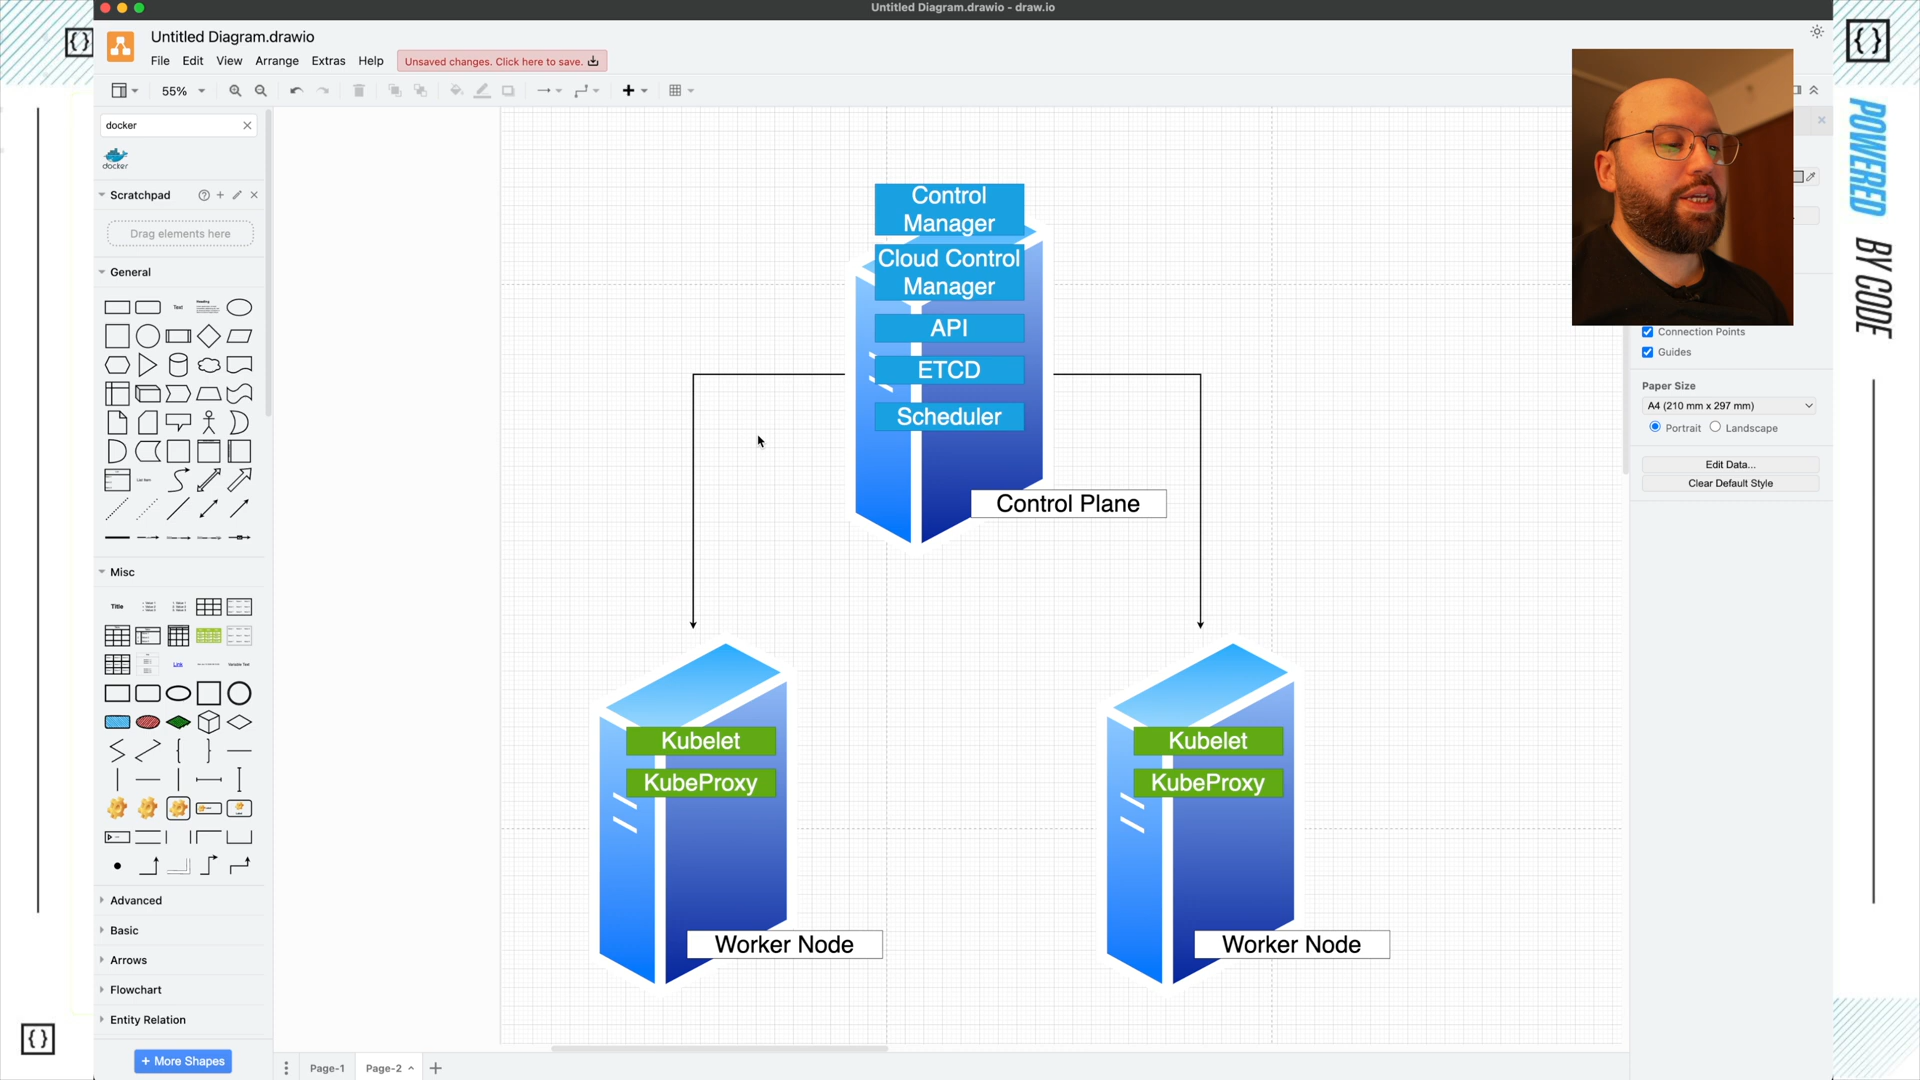 Untitled Diagram.drawio - draw.io
{}
Untitled Diagram.drawio
File Edit View Arrange Extras Help
Unsaved changes. Click here to save.
55%
docker
docker
Scratchpad
Drag elements here
General
Text
Heading
List Item
Misc
Title
Link
Variable Text
Advanced
Basic
Arrows
Flowchart
Entity Relation
+ More Shapes
Control
Manager
Cloud Control
Manager
API
ETCD
Scheduler
Control Plane
Kubelet
KubeProxy
Worker Node
Kubelet
KubeProxy
Worker Node
Page-1
Page-2
Connection Points
Guides
Paper Size
A4 (210 mm x 297 mm)
Portrait
Landscape
Edit Data...
Clear Default Style
{}
POWERED BY CODE
{}